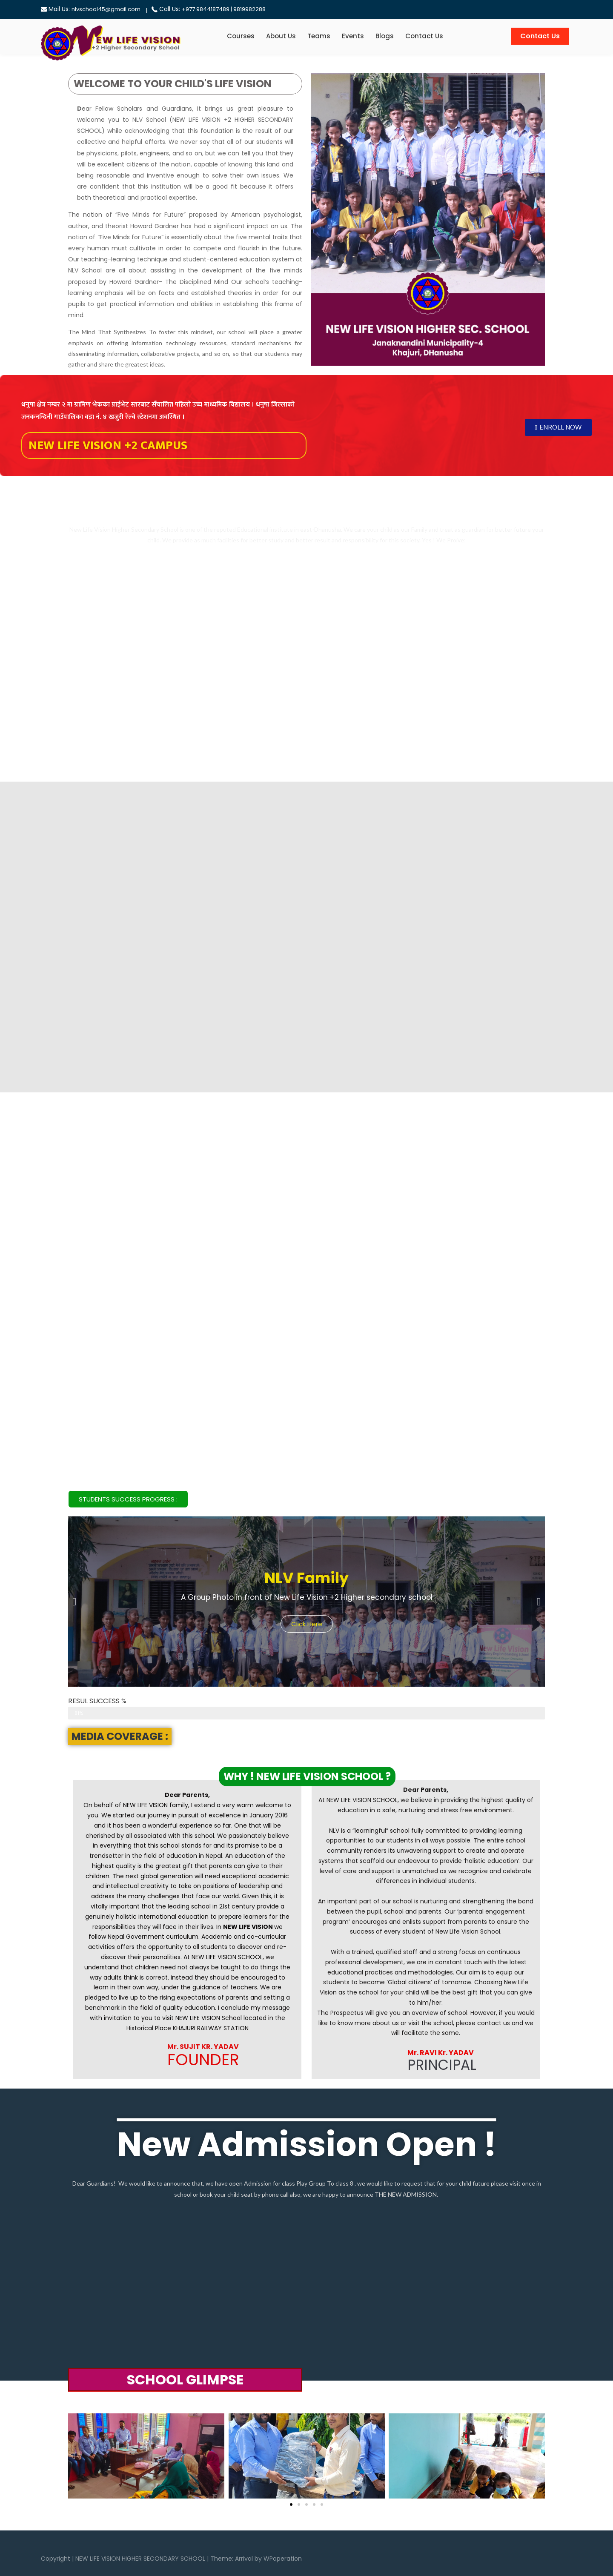 Mail Us: nlvschool45@gmail.com | Call Us: +977 9844187489 | 9819982288
New LIFE VISION
+2 Higher Secondary School
Courses About Us Teams Events Blogs Contact Us
Contact Us
WELCOME TO YOUR CHILD'S LIFE VISION
Dear Fellow Scholars and Guardians, It brings us great pleasure to
welcome you to NLV School (NEW LIFE VISION +2 HIGHER SECONDARY
SCHOOL) while acknowledging that this foundation is the result of our
collective and helpful efforts. We never say that all of our students will
be physicians, pilots, engineers, and so on, but we can tell you that they
will be excellent citizens of the nation, capable of knowing this land and
being reasonable and inventive enough to solve their own issues. We
are confident that this institution will be a good fit because it offers
both theoretical and practical expertise.
The notion of “Five Minds for Future” proposed by American psychologist,
author, and theorist Howard Gardner has had a significant impact on us. The
notion of “Five Minds for Future” is essentially about the five mental traits that
every human must cultivate in order to compete and flourish in the future.
Our teaching-learning technique and student-centered education system at
NLV School are all about assisting in the development of the five minds
proposed by Howard Gardner- The Disciplined Mind Our school's teaching-
learning emphasis will be on facts and established theories in order for our
pupils to get practical information and abilities in establishing this frame of
mind.
The Mind That Synthesizes To foster this mindset, our school will place a greater
emphasis on offering information technology resources, standard mechanisms for
disseminating information, collaborative projects, and so on, so that our students may
gather and share the greatest ideas.
NEW LIFE VISION HIGHER SEC. SCHOOL
Janaknandini Municipality-4
Khajuri, DHanusha
धनुषा क्षेत्र नम्बर २ मा ग्रामिण भेकका प्राईभेट स्तरबाट सँचालित पहिलो उच्च माध्यमिक विद्यालय । धनुषा जिल्लाको
जनकनन्दिनी गाउँपालिका वडा नं. ४ खजुरी रेल्वे स्टेशनमा अवस्थित ।
NEW LIFE VISION +2 CAMPUS
ENROLL NOW
STUDENTS SUCCESS PROGRESS :
NLV Family
A Group Photo in front of New Life Vision +2 Higher secondary school
Click Here
New Life Vision
RESUL SUCCESS %
MEDIA COVERAGE :
WHY ! NEW LIFE VISION SCHOOL ?
Dear Parents,
On behalf of NEW LIFE VISION family, I extend a very warm welcome to
you. We started our journey in pursuit of excellence in January 2016
and it has been a wonderful experience so far. One that will be
cherished by all associated with this school. We passionately believe
in everything that this school stands for and its promise to be a
trendsetter in the field of education in Nepal. An education of the
highest quality is the greatest gift that parents can give to their
children. The next global generation will need exceptional academic
and intellectual creativity to take on positions of leadership and
address the many challenges that face our world. Given this, it is
vitally important that the leading school in 21st century provide a
genuinely holistic international education to prepare learners for the
responsibilities they will face in their lives. In NEW LIFE VISION we
follow Nepal Government curriculum. Academic and co-curricular
activities offers the opportunity to all students to discover and re-
discover their personalities. At NEW LIFE VISION SCHOOL, we
understand that children need not always be taught to do things the
way adults think is correct, instead they should be encouraged to
learn in their own way, under the guidance of teachers. We are
pledged to live up to the rising expectations of parents and setting a
benchmark in the field of quality education. I conclude my message
with invitation to you to visit NEW LIFE VISION School located in the
Historical Place KHAJURI RAILWAY STATION
Mr. SUJIT KR. YADAV
FOUNDER
Dear Parents,
At NEW LIFE VISION SCHOOL, we believe in providing the highest quality of
education in a safe, nurturing and stress free environment.
NLV is a “learningful” school fully committed to providing learning
opportunities to our students in all ways possible. The entire school
community renders its unwavering support to create and operate
systems that scaffold our endeavour to provide ‘holistic education’. Our
level of care and support is unmatched as we recognize and celebrate
differences in individual students.
An important part of our school is nurturing and strengthening the bond
between the pupil, school and parents. Our ‘parental engagement
program’ encourages and enlists support from parents to ensure the
success of every student of New Life Vision School.
With a trained, qualified staff and a strong focus on continuous
professional development, we are in constant touch with the latest
educational practices and methodologies. Our aim is to equip our
students to become ‘Global citizens’ of tomorrow. Choosing New Life
Vision as the school for your child will be the best gift that you can give
to him/her.
The Prospectus will give you an overview of school. However, if you would
like to know more about us or visit the school, please contact us and we
will facilitate the same.
Mr. RAVI Kr. YADAV
PRINCIPAL
New Admission Open !
Dear Guardians! We would like to announce that, we have open Admission for class Play Group To class 8 . we would like to request that for your child future please visit once in
school or book your child seat by phone call also, we are happy to announce THE NEW ADMISSION.
SCHOOL GLIMPSE
Copyright | NEW LIFE VISION HIGHER SECONDARY SCHOOL | Theme: Arrival by WPoperation